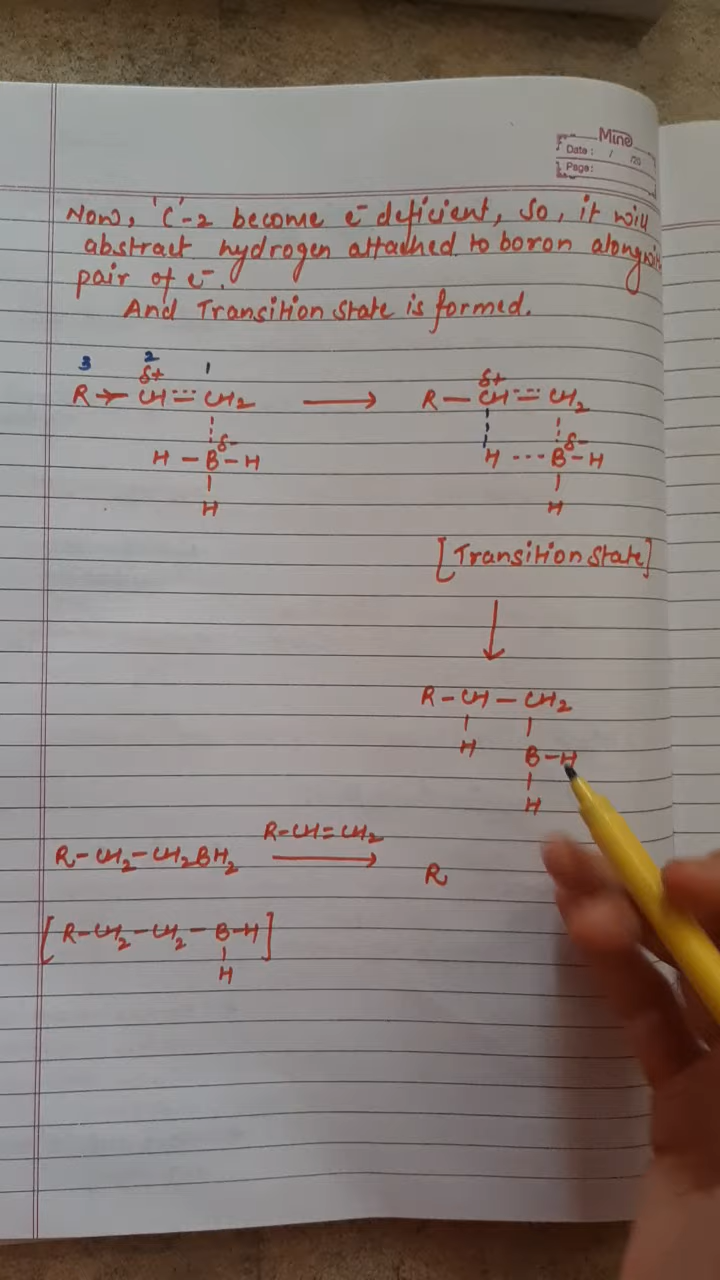 Mine
Date : / /20
Page:
Now, 'C'-2 become e⁻ deficient, So, it will
abstract hydrogen attached to boron along
pair of e⁻.
And Transition State is formed.
3 2 1
δ+ δ+
R → CH ⋯ CH₂ ⟶ R — CH ⋯ CH₂
δ- δ-
H – B – H H ⋯ B – H
H H
[Transition State]
R – CH – CH₂
H B – H
H
R–CH=CH₂
R–CH₂–CH₂BH₂ ⟶ R
[R–CH₂–CH₂–B–H]
H